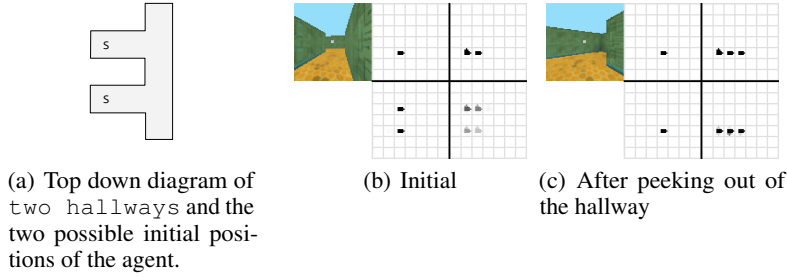 S
S
(a) Top down diagram of
two hallways and the
two possible initial posi-
tions of the agent.
(b) Initial
(c) After peeking out of
the hallway